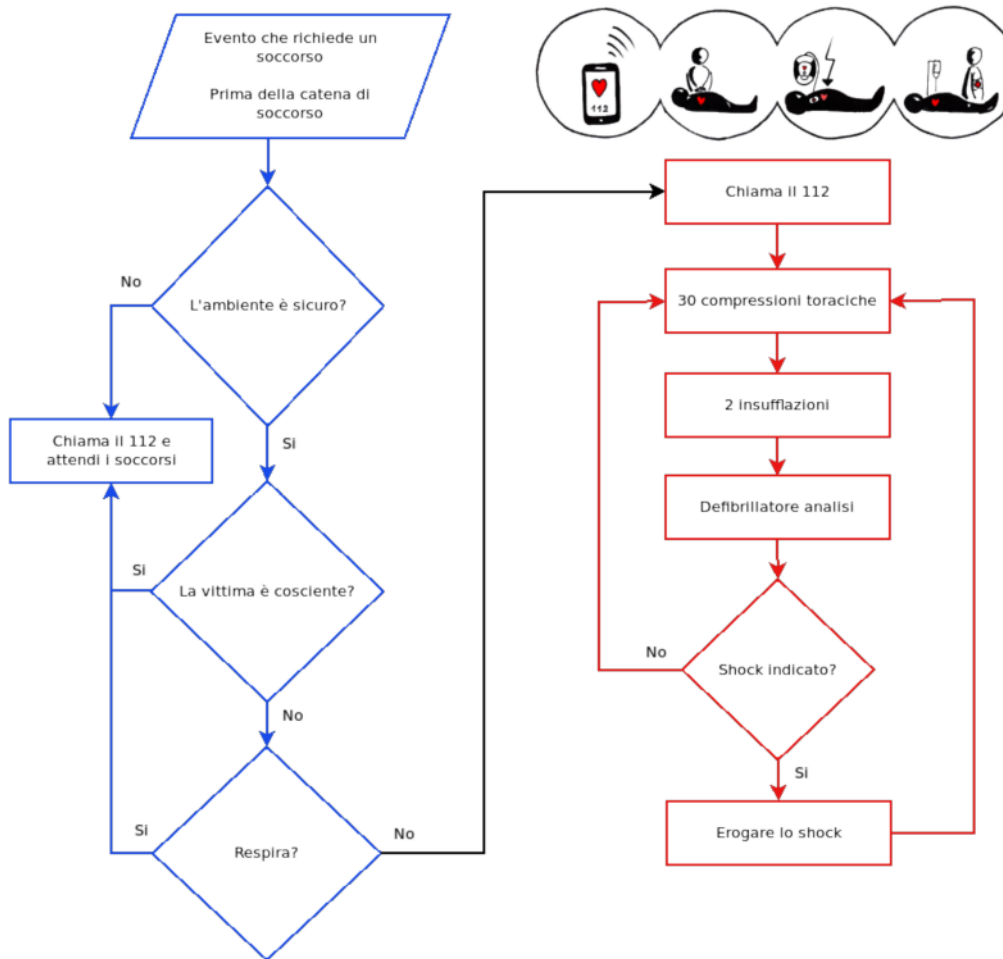 Evento che richiede un
soccorso
Prima della catena di
soccorso
112
No
L'ambiente è sicuro?
Chiama il 112 e
attendi i soccorsi
Si
Si
La vittima è cosciente?
No
Si
Respira?
No
Chiama il 112
30 compressioni toraciche
2 insufflazioni
Defibrillatore analisi
No
Shock indicato?
Si
Erogare lo shock